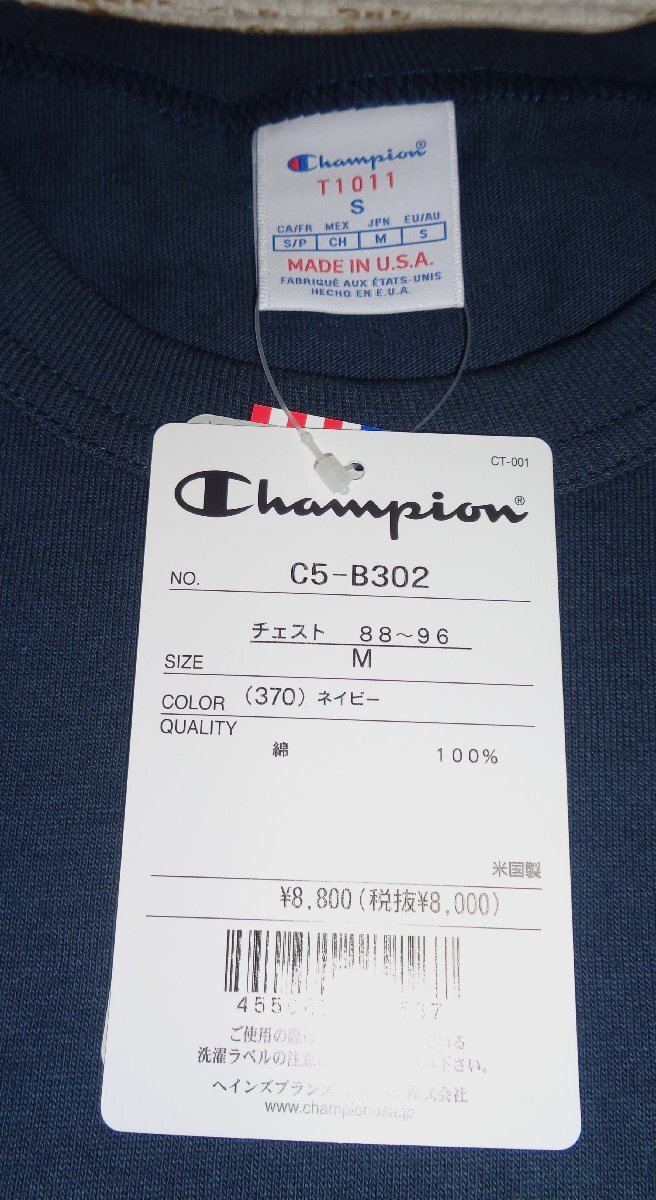 Champion®
T1011
S
CA/FR MEX JPN EU/AU
S/P CH M S
MADE IN U.S.A.
FABRIQUÉ AUX ÉTATS-UNIS
HECHO EN E.U.A.
CT-001
Champion®
NO. C5-B302
チェスト 88~96
SIZE M
COLOR (370) ネイビー
QUALITY
綿 100%
米国製
¥8,800(税抜¥8,000)
ご使用の際は
洗濯ラベルの注意 下さい。
ヘインズブランズ 株式会社
www.championusa.jp